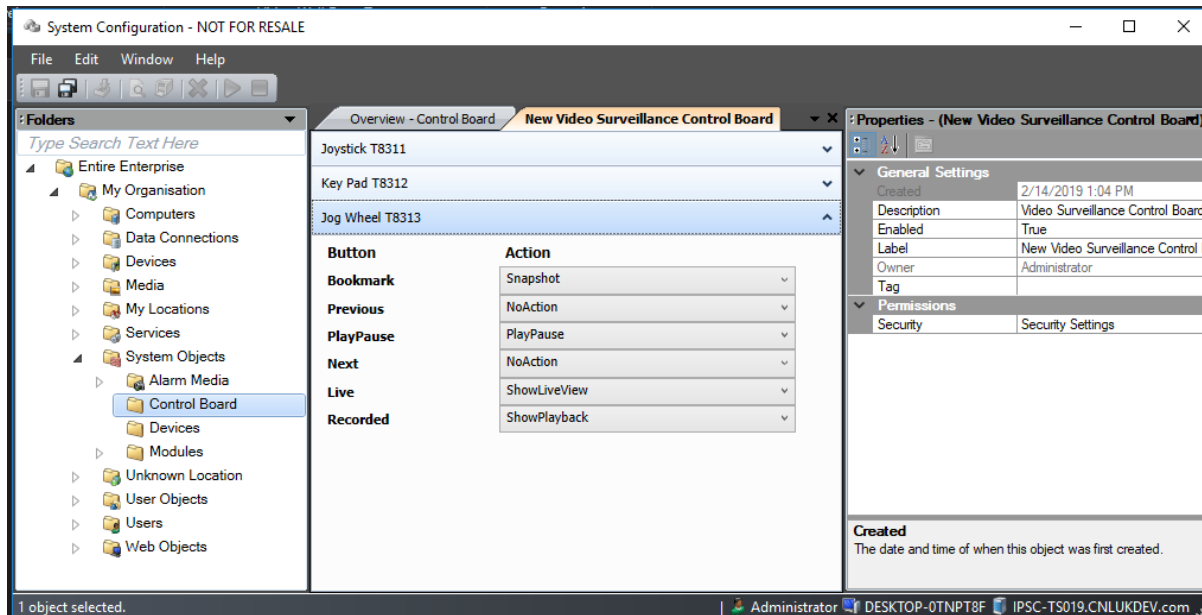 System Configuration - NOT FOR RESALE
File Edit Window Help
Folders
Type Search Text Here
Entire Enterprise
My Organisation
Computers
Data Connections
Devices
Media
My Locations
Services
System Objects
Alarm Media
Control Board
Devices
Modules
Unknown Location
User Objects
Users
Web Objects
Overview - Control Board New Video Surveillance Control Board
Joystick T8311
Key Pad T8312
Jog Wheel T8313
Button Action
Bookmark Snapshot
Previous NoAction
PlayPause PlayPause
Next NoAction
Live ShowLiveView
Recorded ShowPlayback
Properties - (New Video Surveillance Control Board)
General Settings
Created 2/14/2019 1:04 PM
Description Video Surveillance Control Board
Enabled True
Label New Video Surveillance Control
Owner Administrator
Tag
Permissions
Security Security Settings
Created
The date and time of when this object was first created.
1 object selected. Administrator DESKTOP-0TNPT8F IPSC-TS019.CNLUKDEV.com